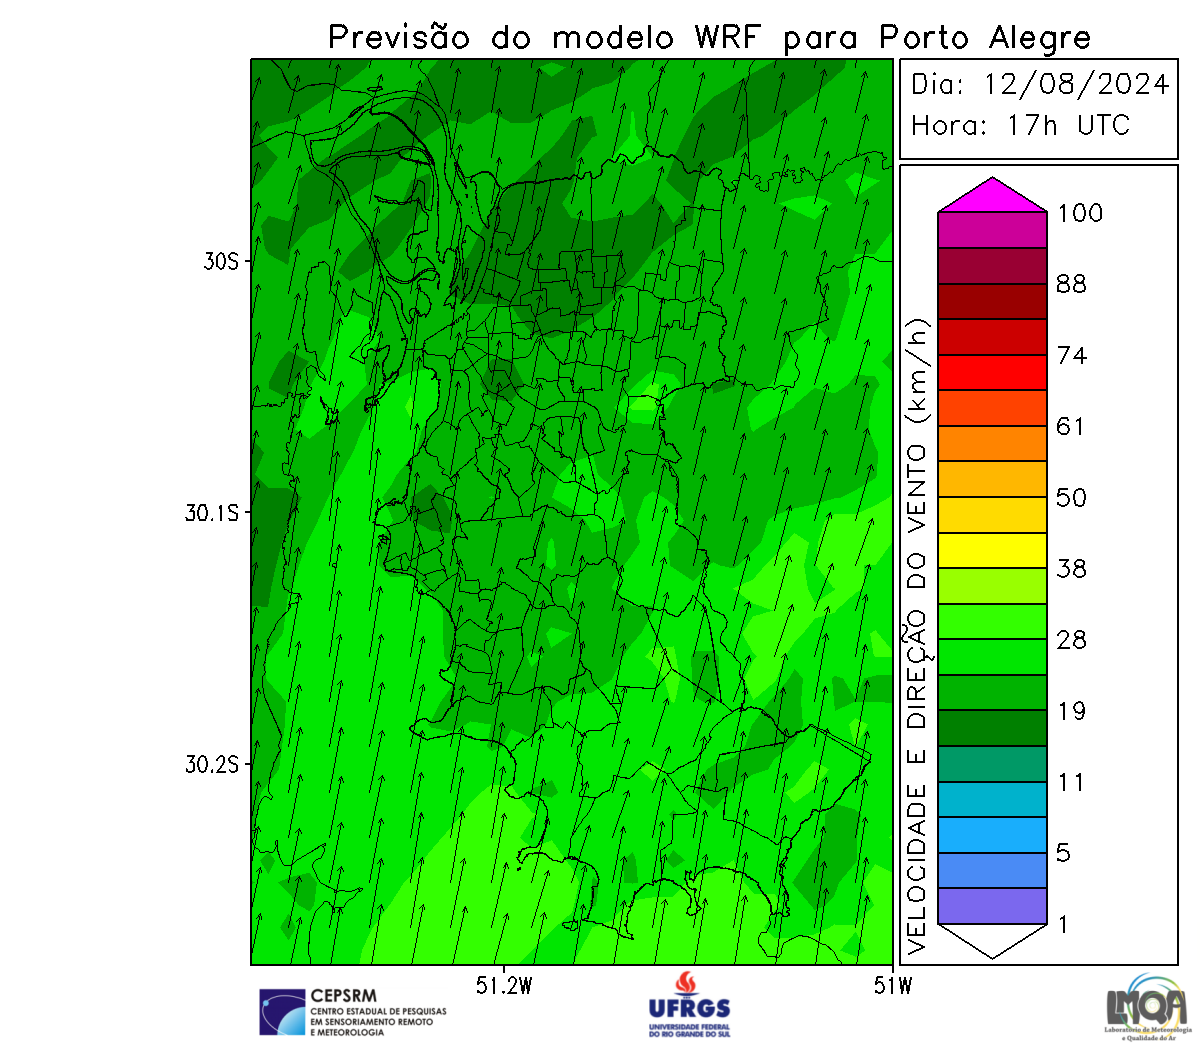 Previsão do modelo WRF para Porto Alegre
Dia: 12/08/2024
Hora: 17h UTC
100
88
74
61
50
38
28
19
11
5
1
VELOCIDADE E DIREÇÃO DO VENTO (km/h)
30S
30.1S
30.2S
51.2W
51W
CEPSRM
CENTRO ESTADUAL DE PESQUISAS
EM SENSORIAMENTO REMOTO
E METEOROLOGIA
UFRGS
UNIVERSIDADE FEDERAL
DO RIO GRANDE DO SUL
LMQA
Laboratório de Meteorologia
e Qualidade do Ar